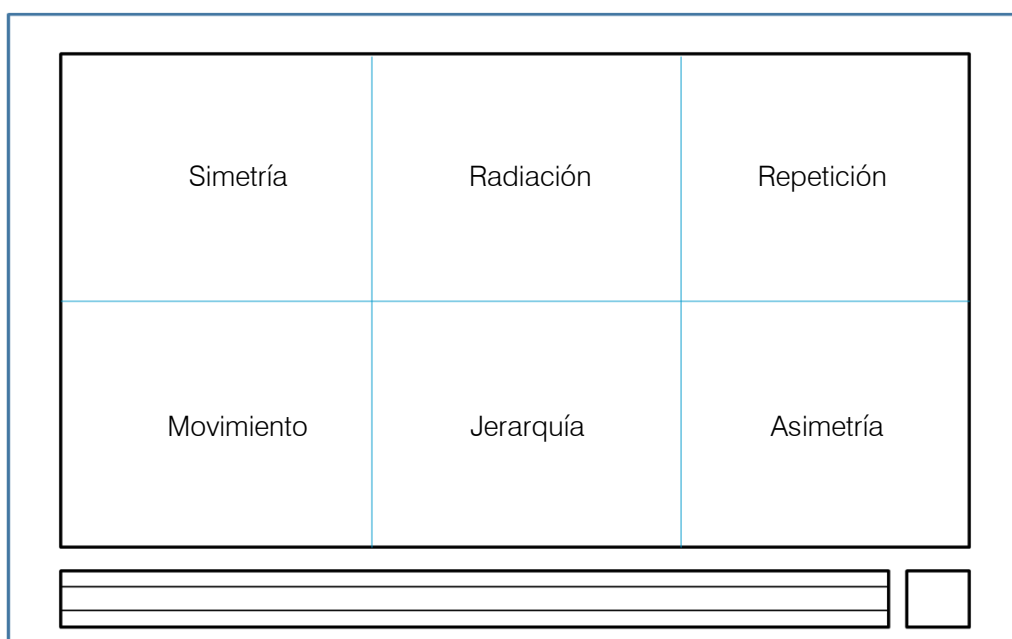 Simetría
Radiación
Repetición
Movimiento
Jerarquía
Asimetría